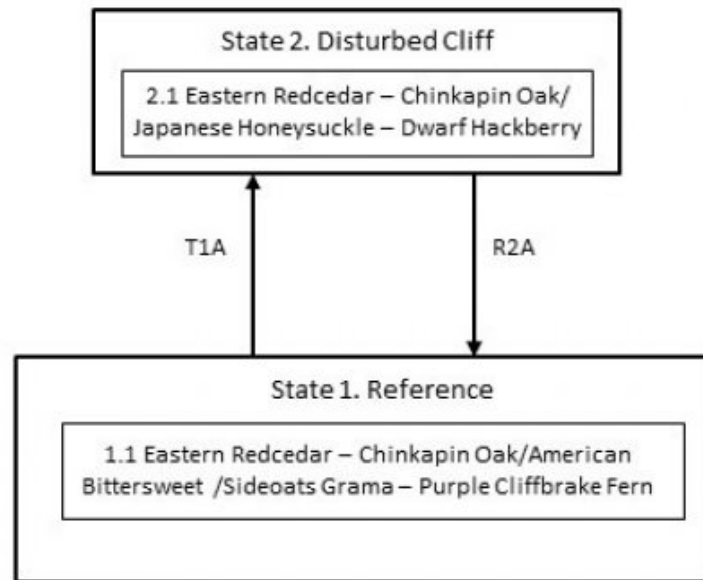 State 2. Disturbed Cliff
2.1 Eastern Redcedar – Chinkapin Oak/
Japanese Honeysuckle – Dwarf Hackberry
T1A
R2A
State 1. Reference
1.1 Eastern Redcedar – Chinkapin Oak/American
Bittersweet /Sideoats Grama – Purple Cliffbrake Fern